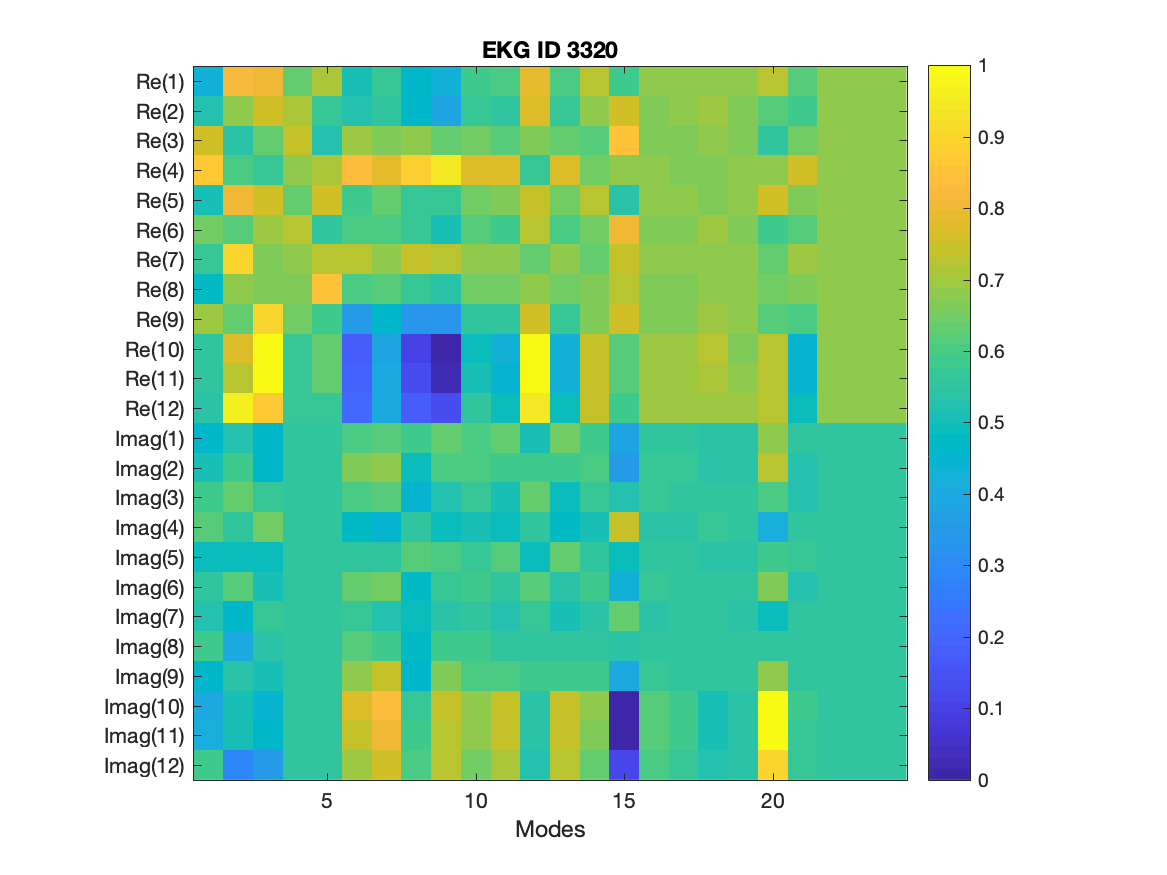 EKG ID 3320
Re(1)
Re(2)
Re(3)
Re(4)
Re(5)
Re(6)
Re(7)
Re(8)
Re(9)
Re(10)
Re(11)
Re(12)
Imag(1)
Imag(2)
Imag(3)
Imag(4)
Imag(5)
Imag(6)
Imag(7)
Imag(8)
Imag(9)
Imag(10)
Imag(11)
Imag(12)
5 10 15 20
Modes
1
0.9
0.8
0.7
0.6
0.5
0.4
0.3
0.2
0.1
0